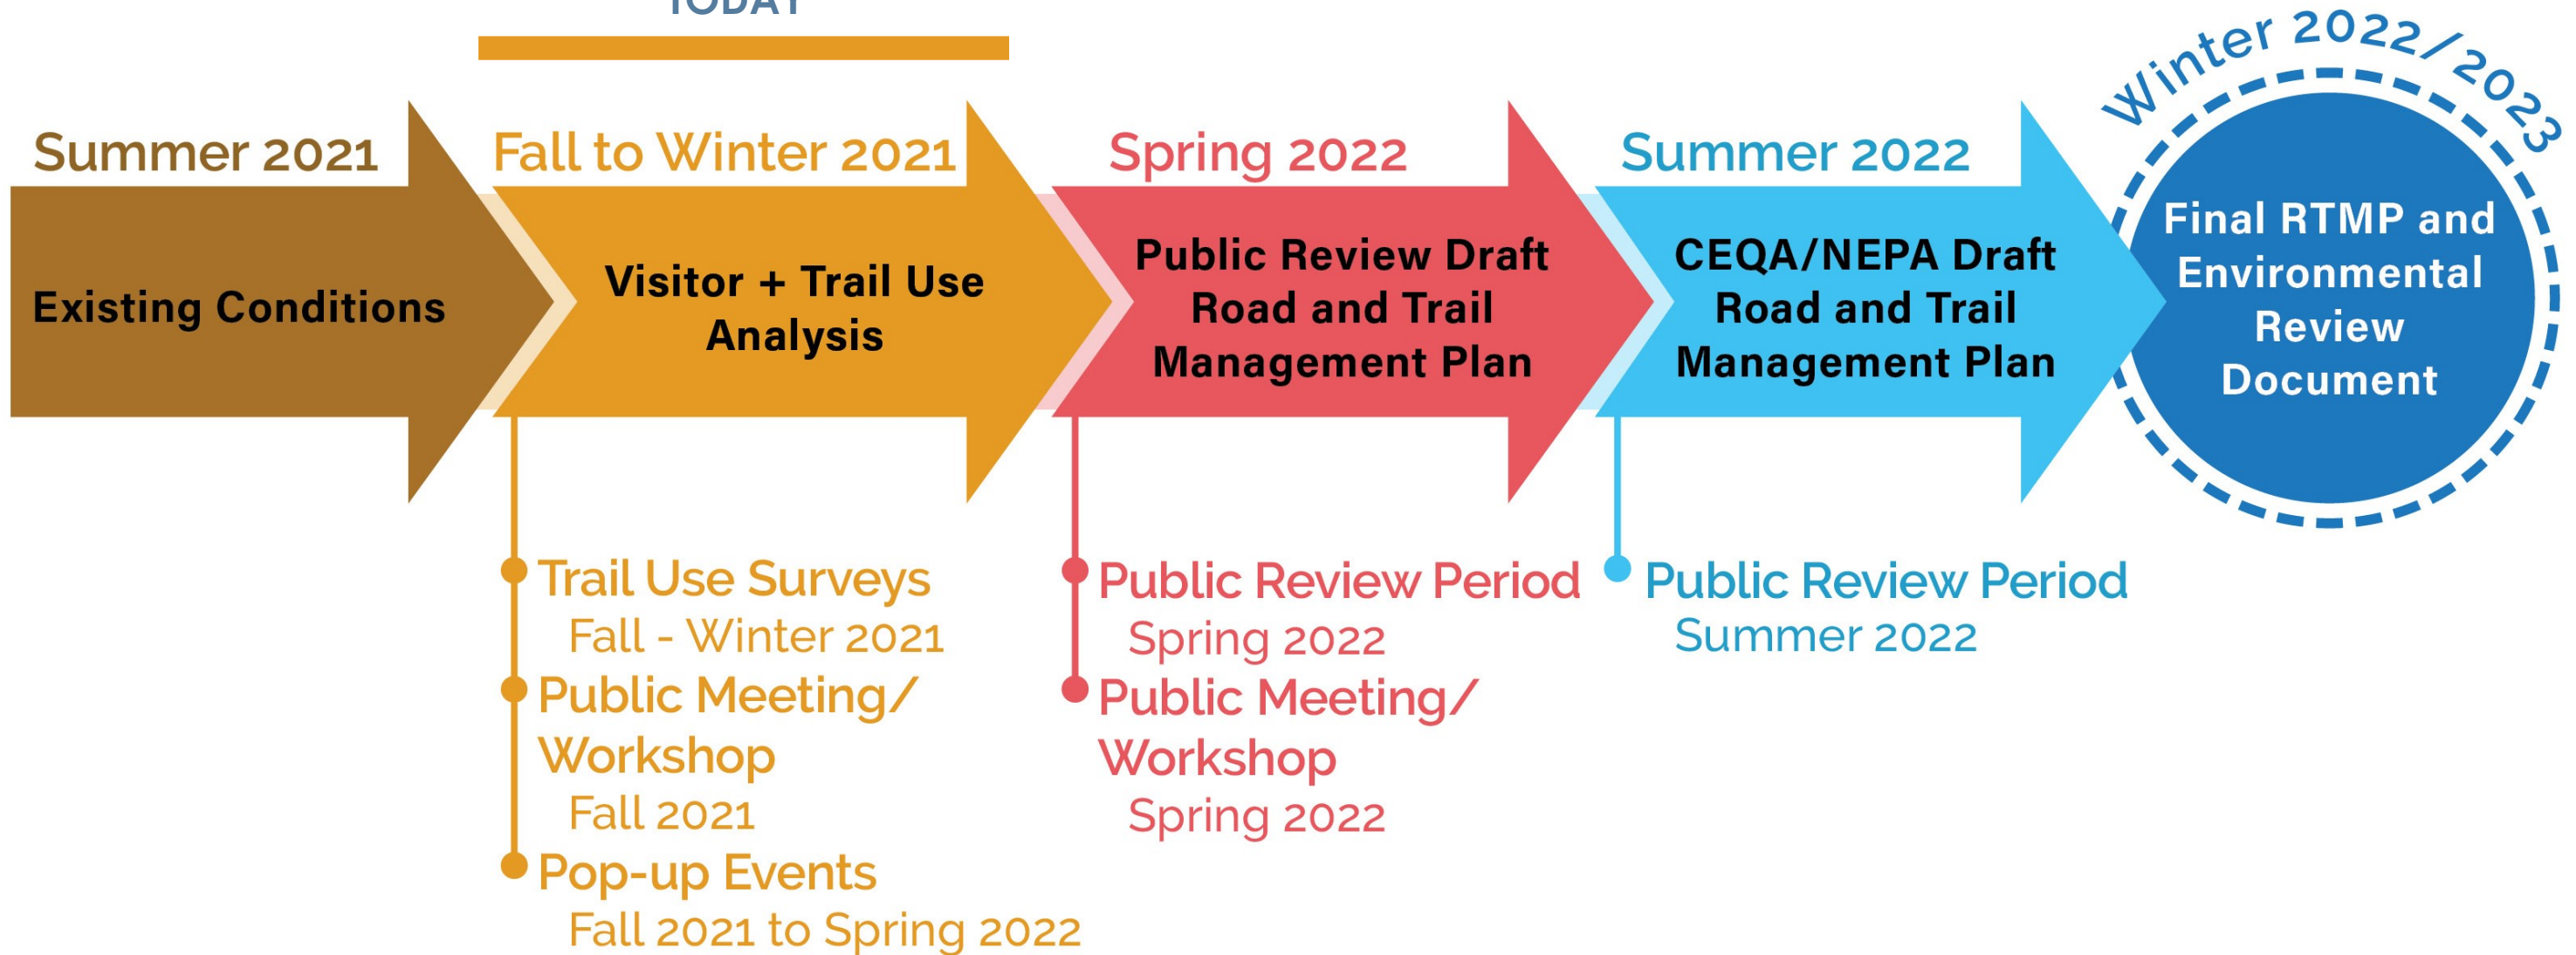 TODAY
Summer 2021
Existing Conditions
Fall to Winter 2021
Visitor + Trail Use
Analysis
Trail Use Surveys
Fall - Winter 2021
Public Meeting/
Workshop
Fall 2021
Pop-up Events
Fall 2021 to Spring 2022
Spring 2022
Public Review Draft
Road and Trail
Management Plan
Public Review Period
Spring 2022
Public Meeting/
Workshop
Spring 2022
Summer 2022
CEQA/NEPA Draft
Road and Trail
Management Plan
Public Review Period
Summer 2022
Winter 2022/2023
Final RTMP and
Environmental
Review
Document